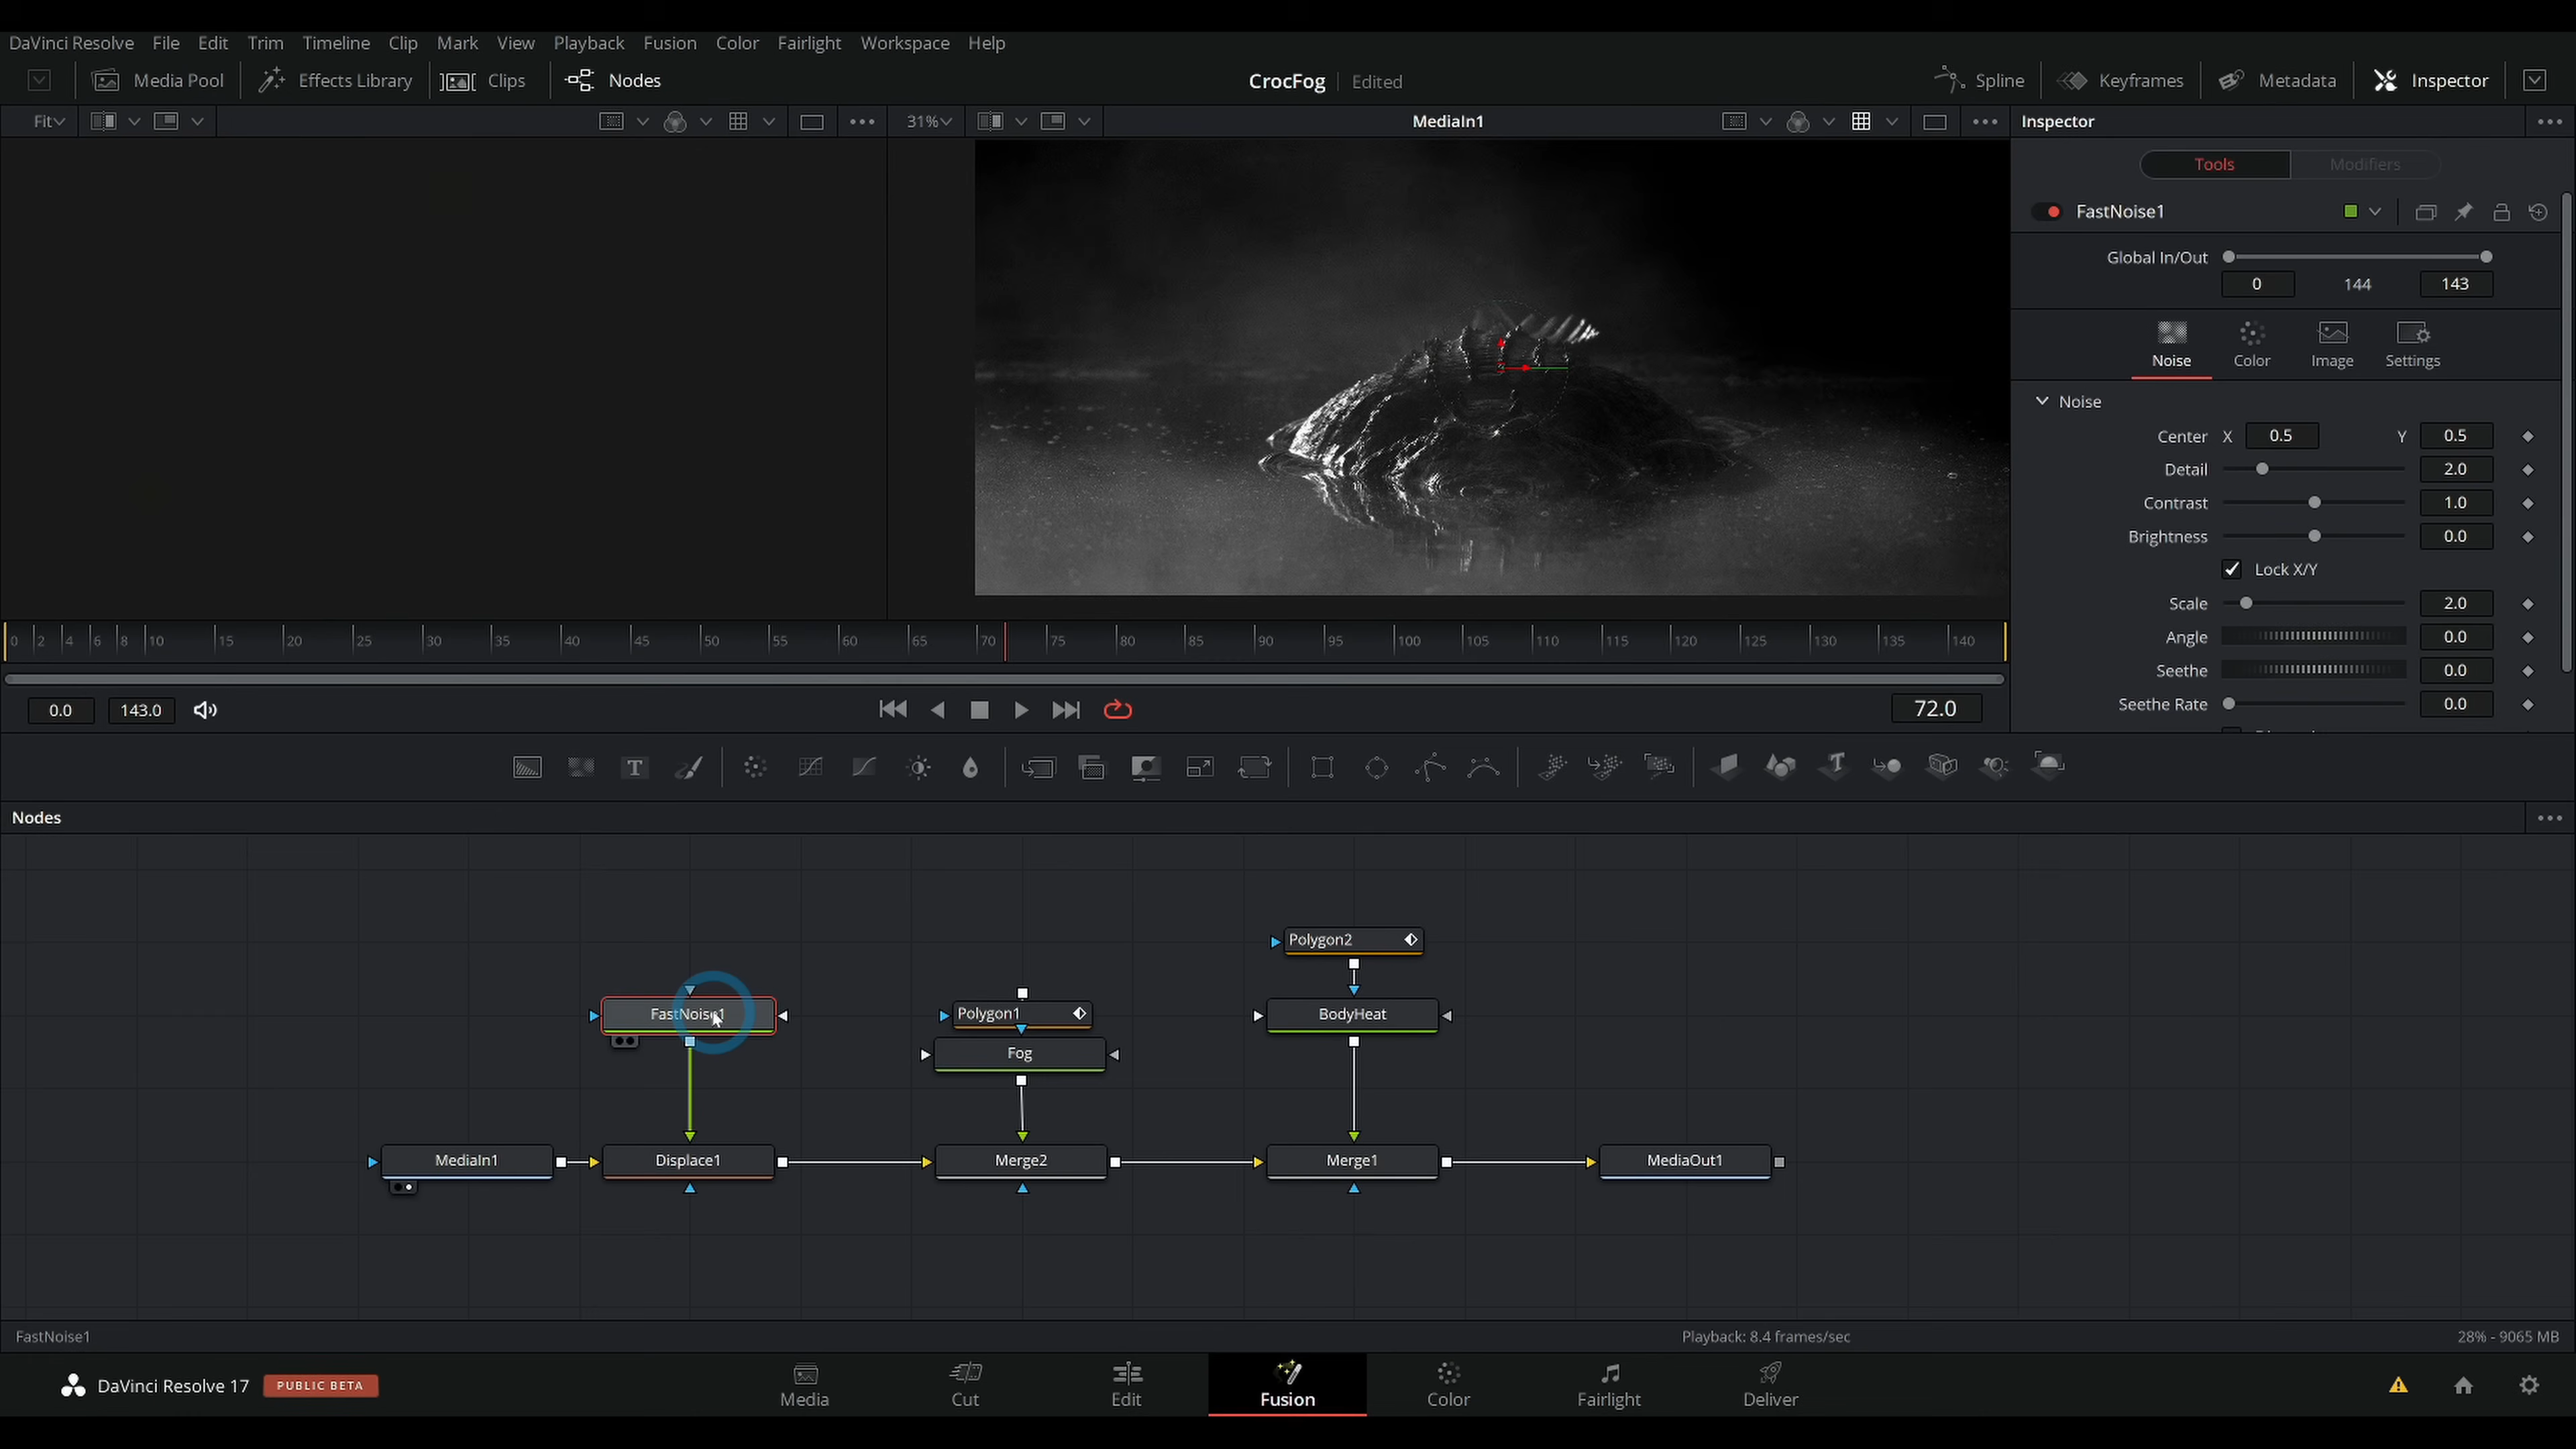 DaVinci Resolve File Edit Trim Timeline Clip Mark View Playback Fusion Color Fairlight Workspace Help
Media Pool Effects Library Clips Nodes CrocFog Edited Spline Keyframes Metadata Inspector
Fit 31% MediaIn1 Inspector
Tools Modifiers
FastNoise1
Global In/Out
0 144 143
Noise Color Image Settings
Noise
Center X 0.5 Y 0.5
Detail 2.0
Contrast 1.0
Brightness 0.0
Lock X/Y
Scale 2.0
Angle 0.0
Seethe 0.0
Seethe Rate 0.0
0 2 4 6 8 10 15 20 25 30 35 40 45 50 55 60 65 70 75 80 85 90 95 100 105 110 115 120 125 130 135 140
0.0 143.0 72.0
T
Nodes
Polygon2
FastNoise1 Polygon1 BodyHeat
Fog
MediaIn1 Displace1 Merge2 Merge1 MediaOut1
FastNoise1 Playback: 8.4 frames/sec 28% - 9065 MB
DaVinci Resolve 17 PUBLIC BETA Media Cut Edit Fusion Color Fairlight Deliver